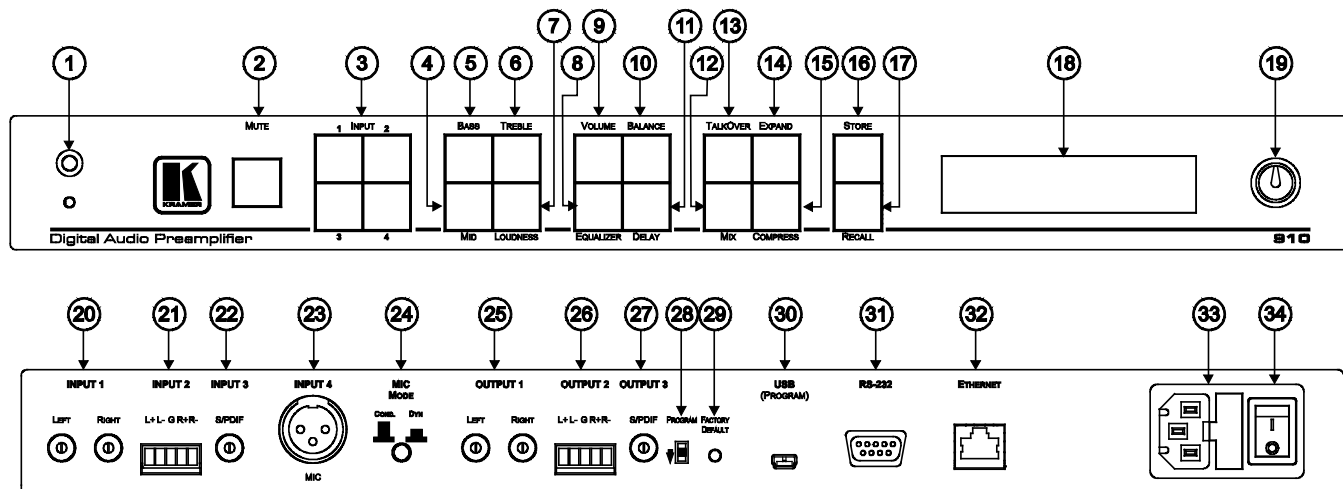 1 2 3 4 5 6 7 8 9 10 11 12 13 14 15 16 17 18 19
MUTE 1 INPUT 2 BASS TREBLE VOLUME BALANCE TALKOVER EXPAND STORE
KRAMER
3 4 MID LOUDNESS EQUALIZER DELAY MIX COMPRESS RECALL
Digital Audio Preamplifier 910
20 21 22 23 24 25 26 27 28 29 30 31 32 33 34
INPUT 1 INPUT 2 INPUT 3 INPUT 4 MIC MODE OUTPUT 1 OUTPUT 2 OUTPUT 3 USB (PROGRAM) RS-232 ETHERNET
LEFT RIGHT L+L- G R+R- S/PDIF COND. DYN LEFT RIGHT L+L- G R+R- S/PDIF PROGRAM FACTORY DEFAULT
MIC